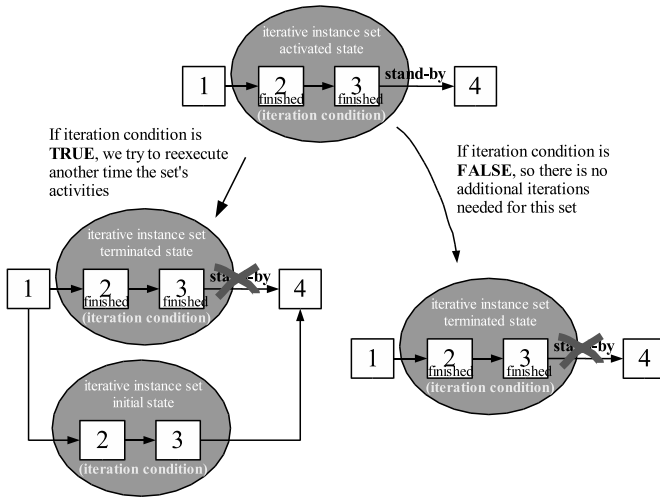 iterative instance set
activated state
1
2
3
stand-by
4
finished
finished
(iteration condition)
If iteration condition is
TRUE, we try to reexecute
another time the set's
activities
If iteration condition is
FALSE, so there is no
additional iterations
needed for this set
iterative instance set
terminated state
1
2
3
stand-by
4
finished
finished
(iteration condition)
iterative instance set
initial state
2
3
(iteration condition)
iterative instance set
terminated state
1
2
3
stand-by
4
finished
finished
(iteration condition)